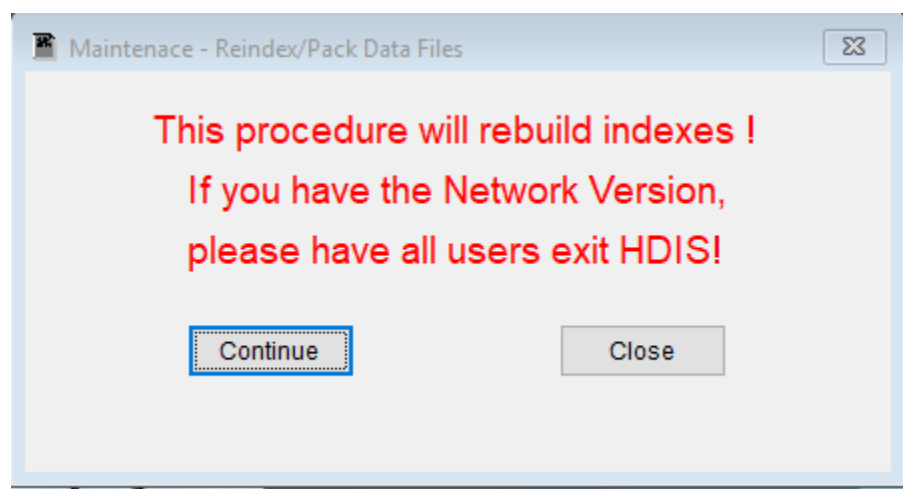 Maintenace - Reindex/Pack Data Files
This procedure will rebuild indexes !
If you have the Network Version,
please have all users exit HDIS!
Continue
Close